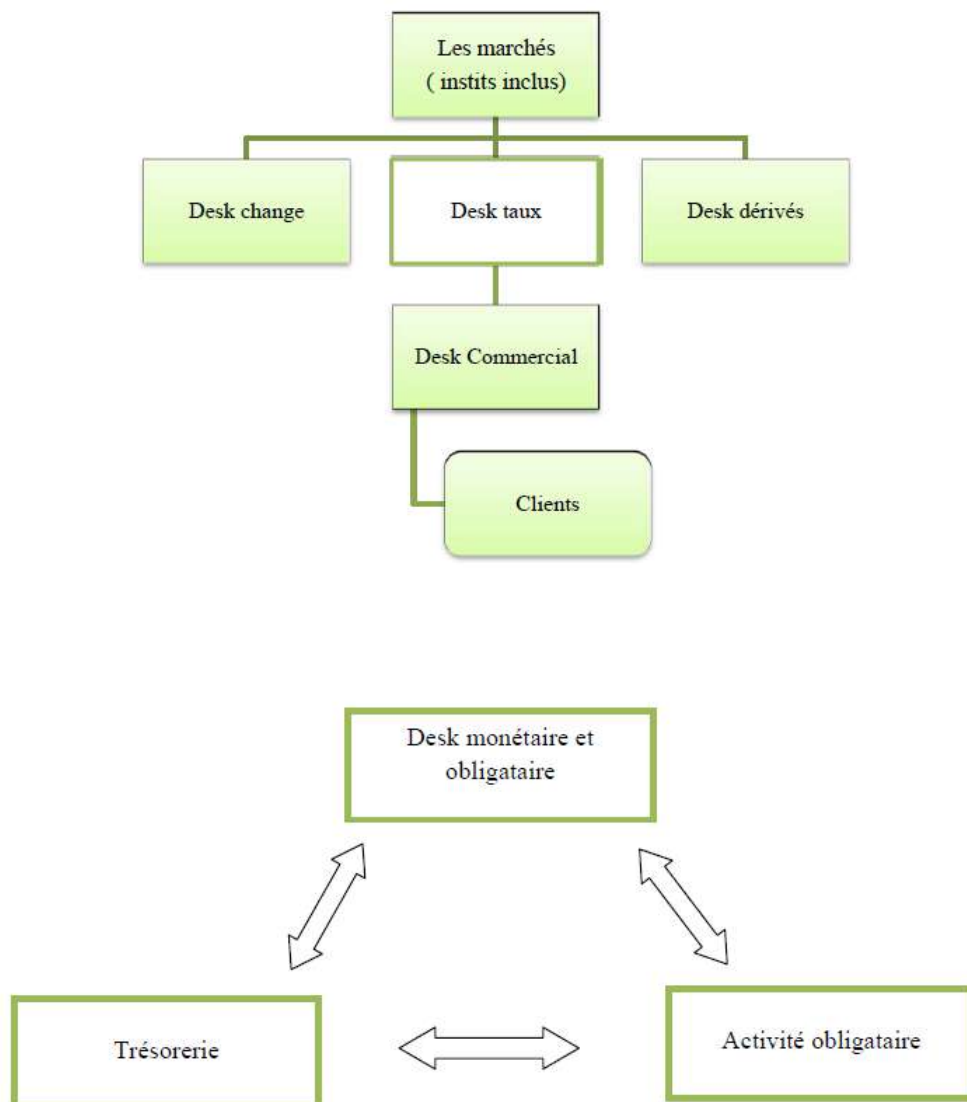 Les marchés
( instits inclus)
Desk change
Desk taux
Desk dérivés
Desk Commercial
Clients
Desk monétaire et
obligataire
Trésorerie
Activité obligataire